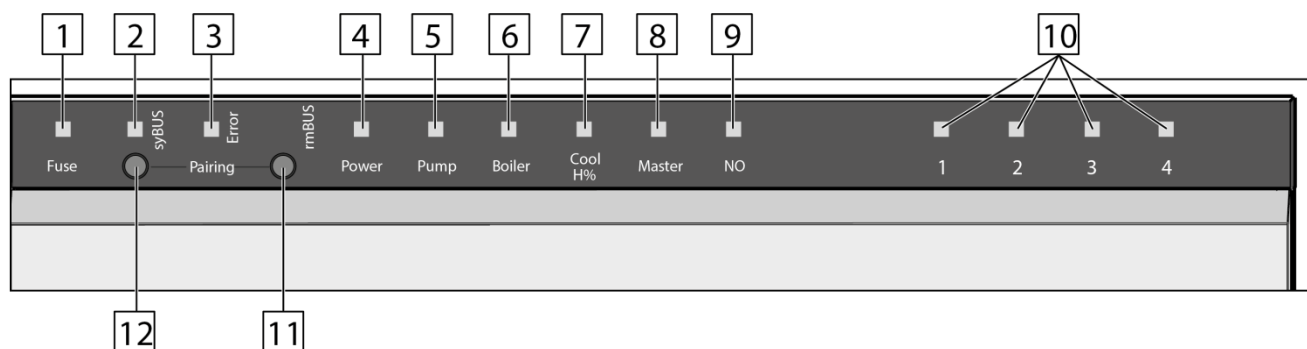 1 2 3 4 5 6 7 8 9 10
syBUS Error rmBUS
Fuse Pairing Power Pump Boiler Cool H% Master NO 1 2 3 4
12 11